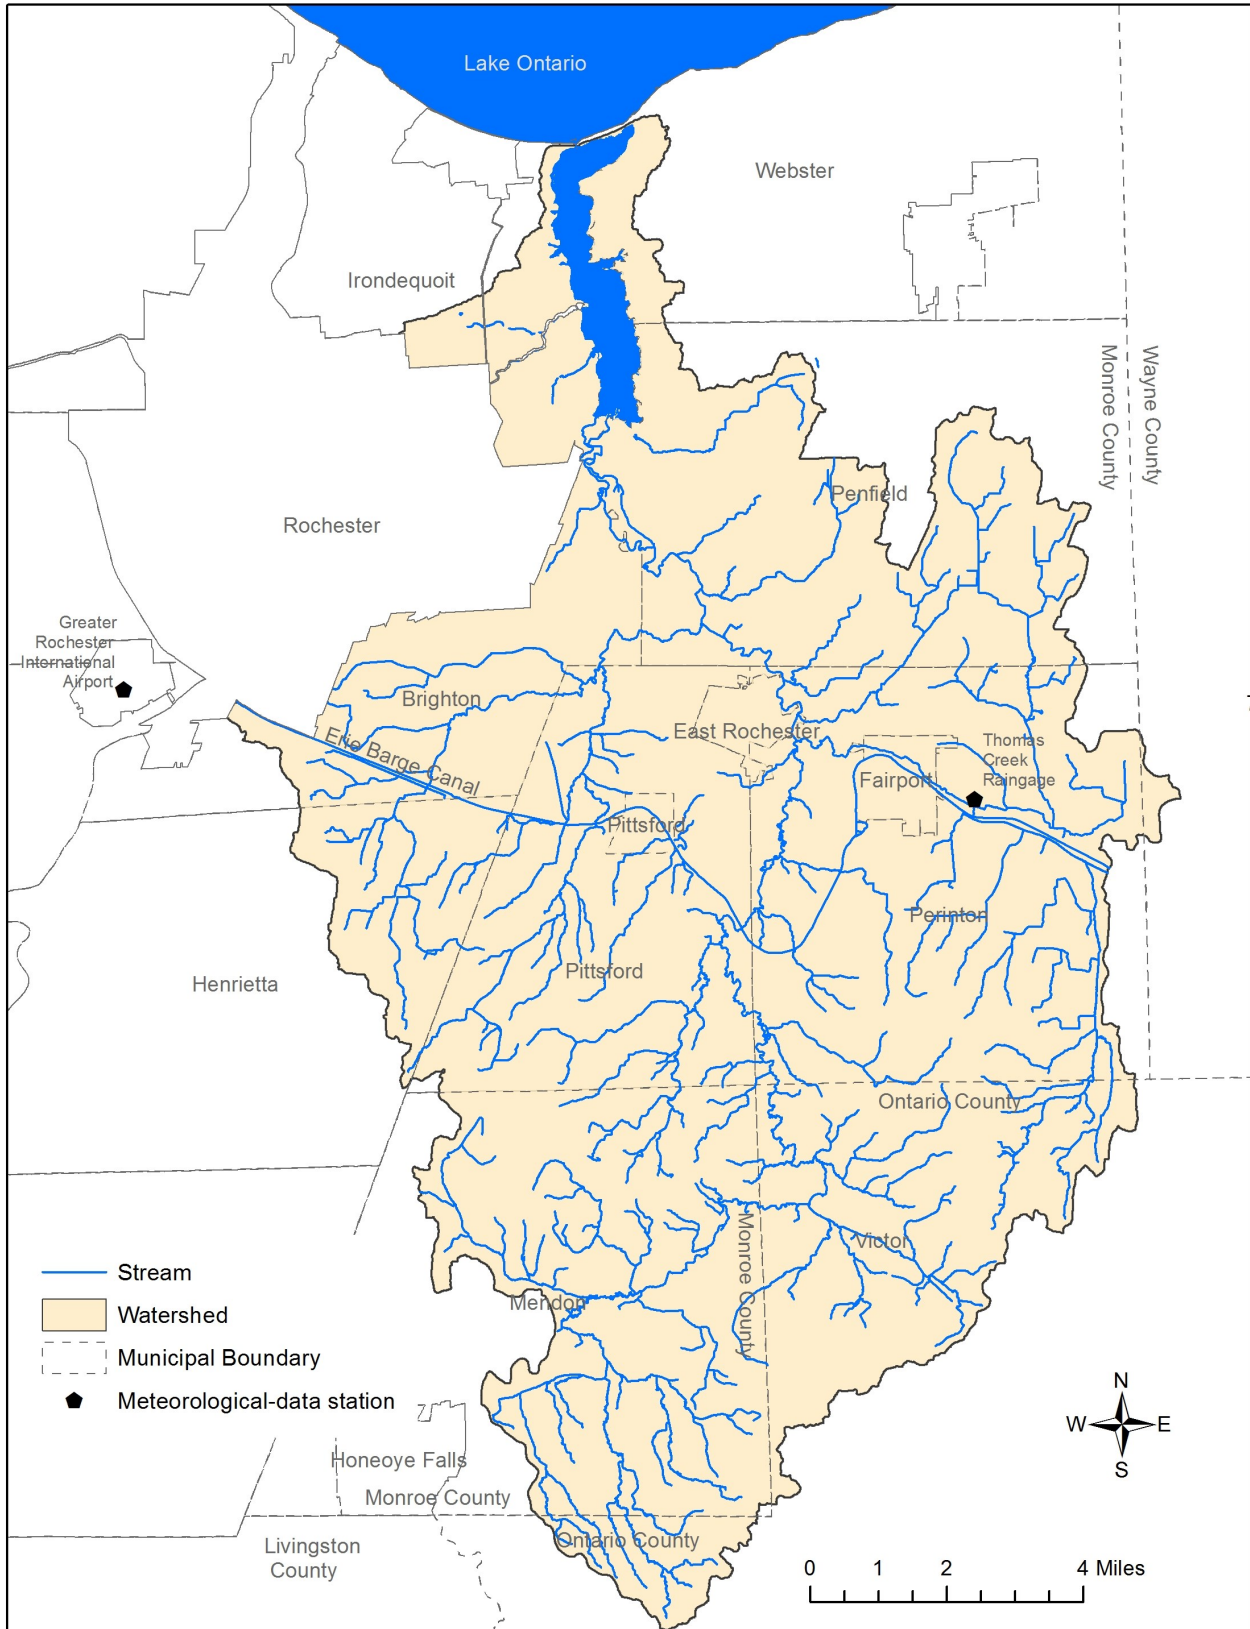 Lake Ontario
Webster
Irondequoit
Wayne County
Monroe County
Penfield
Rochester
Greater
Rochester
International
Airport
Brighton
East Rochester
Thomas
Creek
Raingage
Erie Barge Canal
Fairport
Pittsford
Perinton
Pittsford
Henrietta
Ontario County
Monroe County
Victor
Mendon
Stream
Watershed
Municipal Boundary
Meteorological-data station
N
W
E
S
Honeoye Falls
Monroe County
Ontario County
Livingston
County
0 1 2 4 Miles